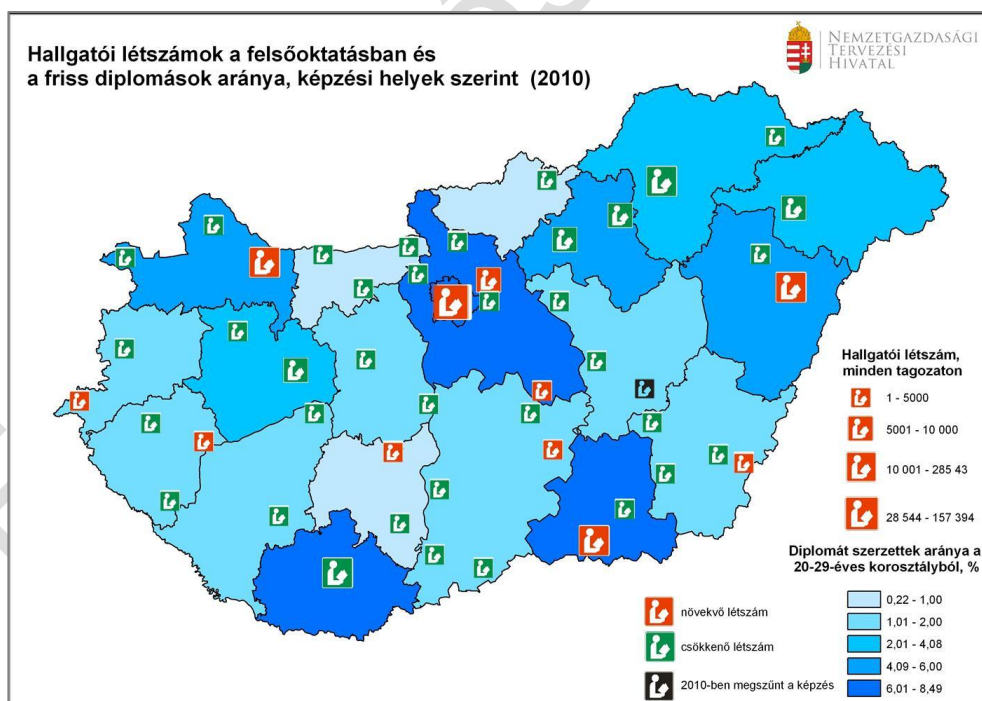 Hallgatói létszámok a felsőoktatásban és
a friss diplomások aránya, képzési helyek szerint (2010)
NEMZETGAZDASÁGI
TERVEZÉSI
HIVATAL
Hallgatói létszám,
minden tagozaton
1 - 5000
5001 - 10 000
10 001 - 285 43
28 544 - 157 394
Diplomát szerzettek aránya a
20-29-éves korosztályból, %
0,22 - 1,00
1,01 - 2,00
2,01 - 4,08
4,09 - 6,00
6,01 - 8,49
növekvő létszám
csökkenő létszám
2010-ben megszűnt a képzés